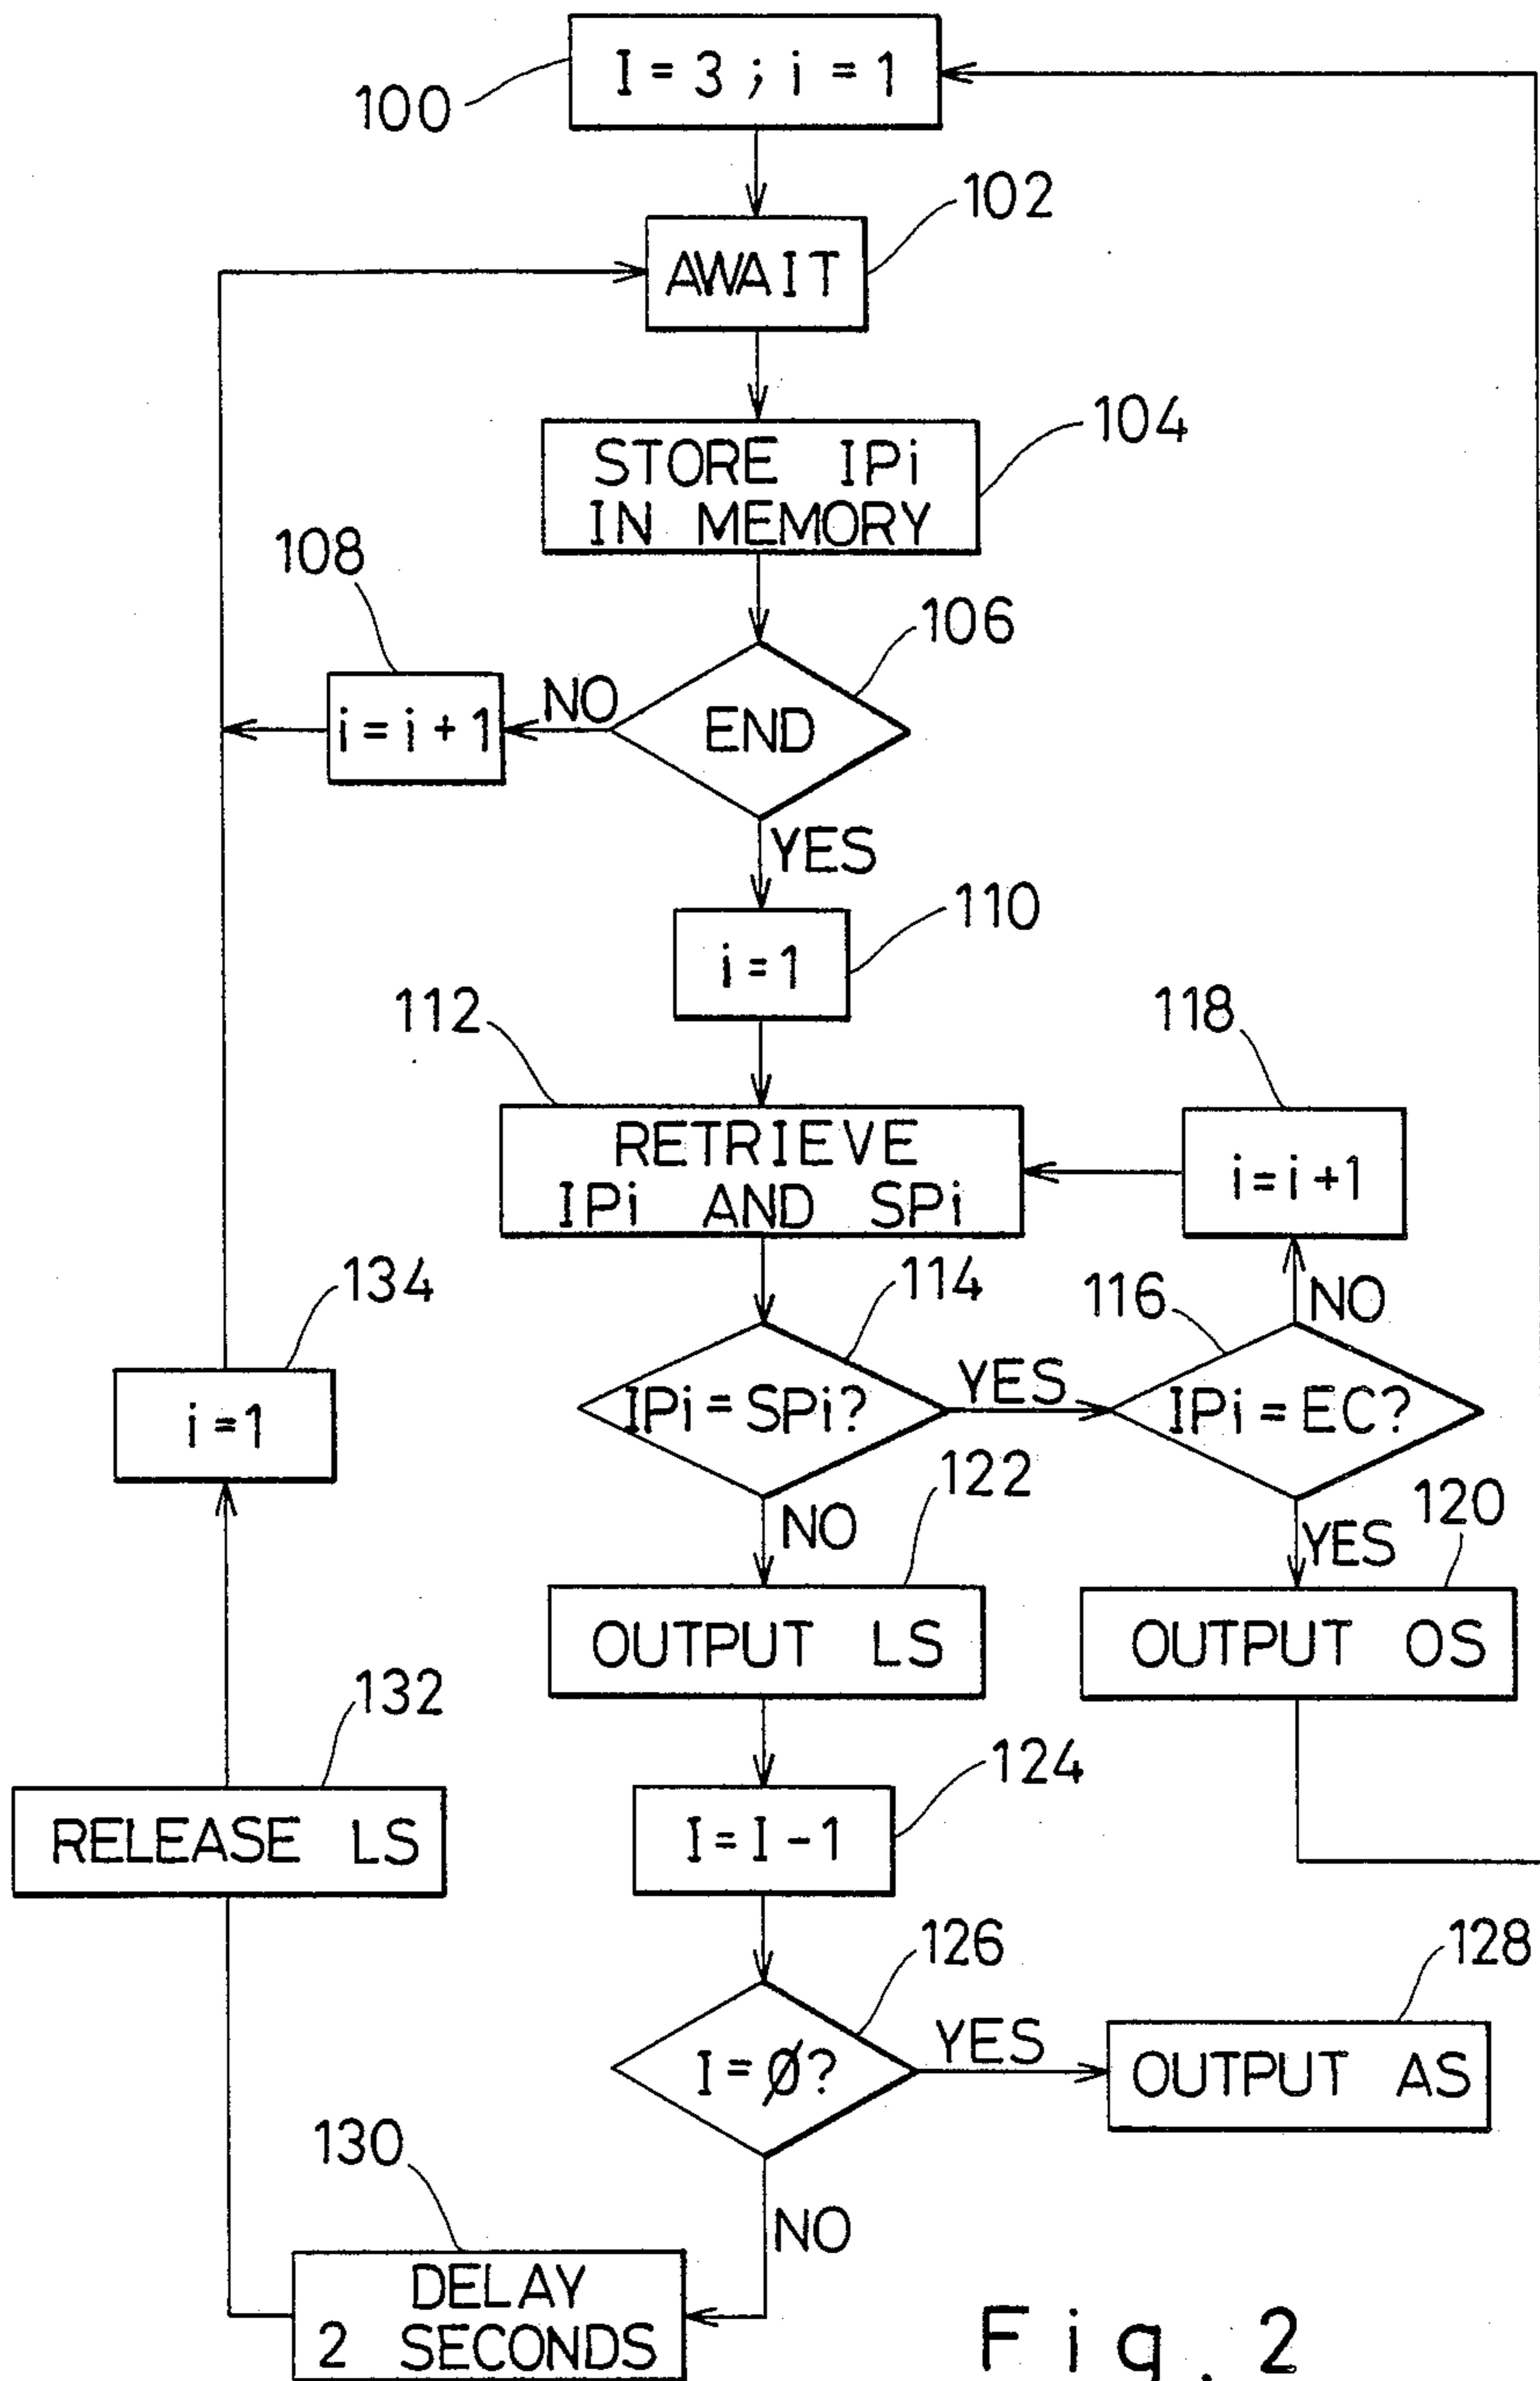 I = 3 ; i = 1
100
102
AWAIT
104
STORE IPi
IN MEMORY
108
106
NO
i = i + 1
END
YES
110
i = 1
112
118
RETRIEVE
IPi AND SPi
i = i + 1
134
114
116
NO
i = 1
IPi = SPi?
YES
IPi = EC?
122
120
NO
YES
OUTPUT LS
OUTPUT OS
132
124
RELEASE LS
I = I - 1
126
128
YES
I = Ø?
OUTPUT AS
130
NO
DELAY
2 SECONDS
Fig. 2